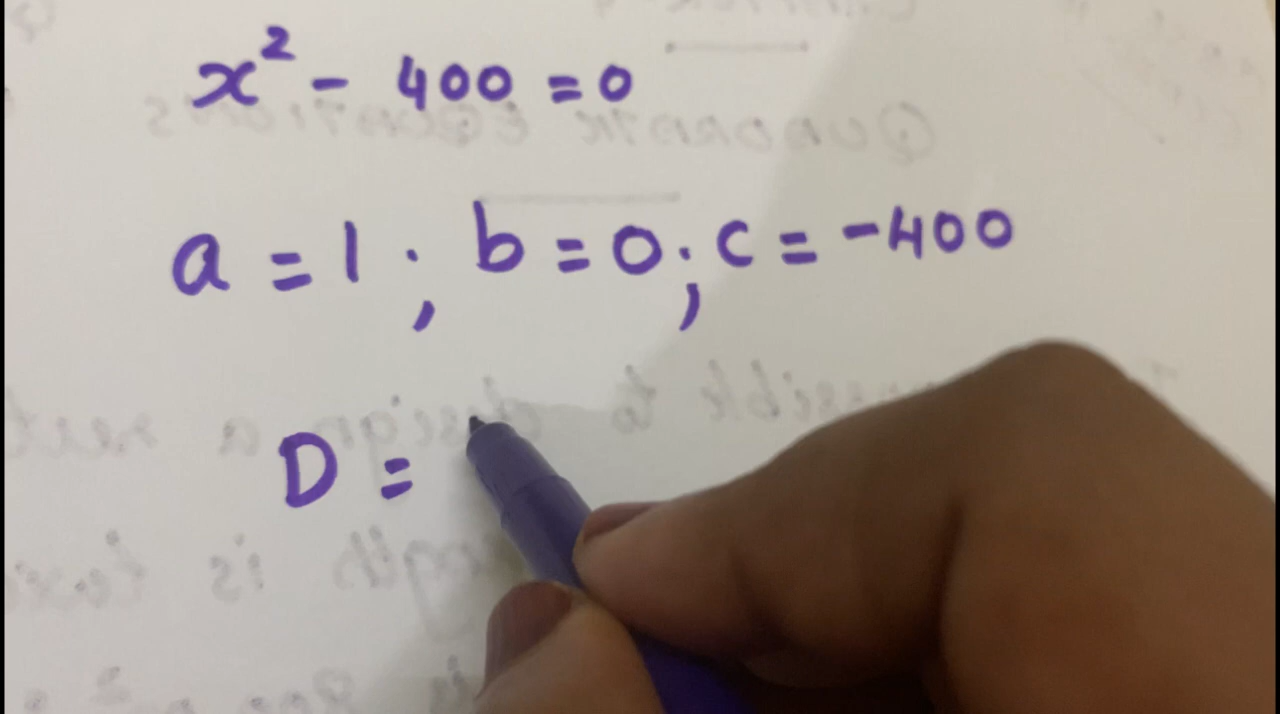 x² - 400 = 0
a = 1 ; b = 0 ; c = -400
D =